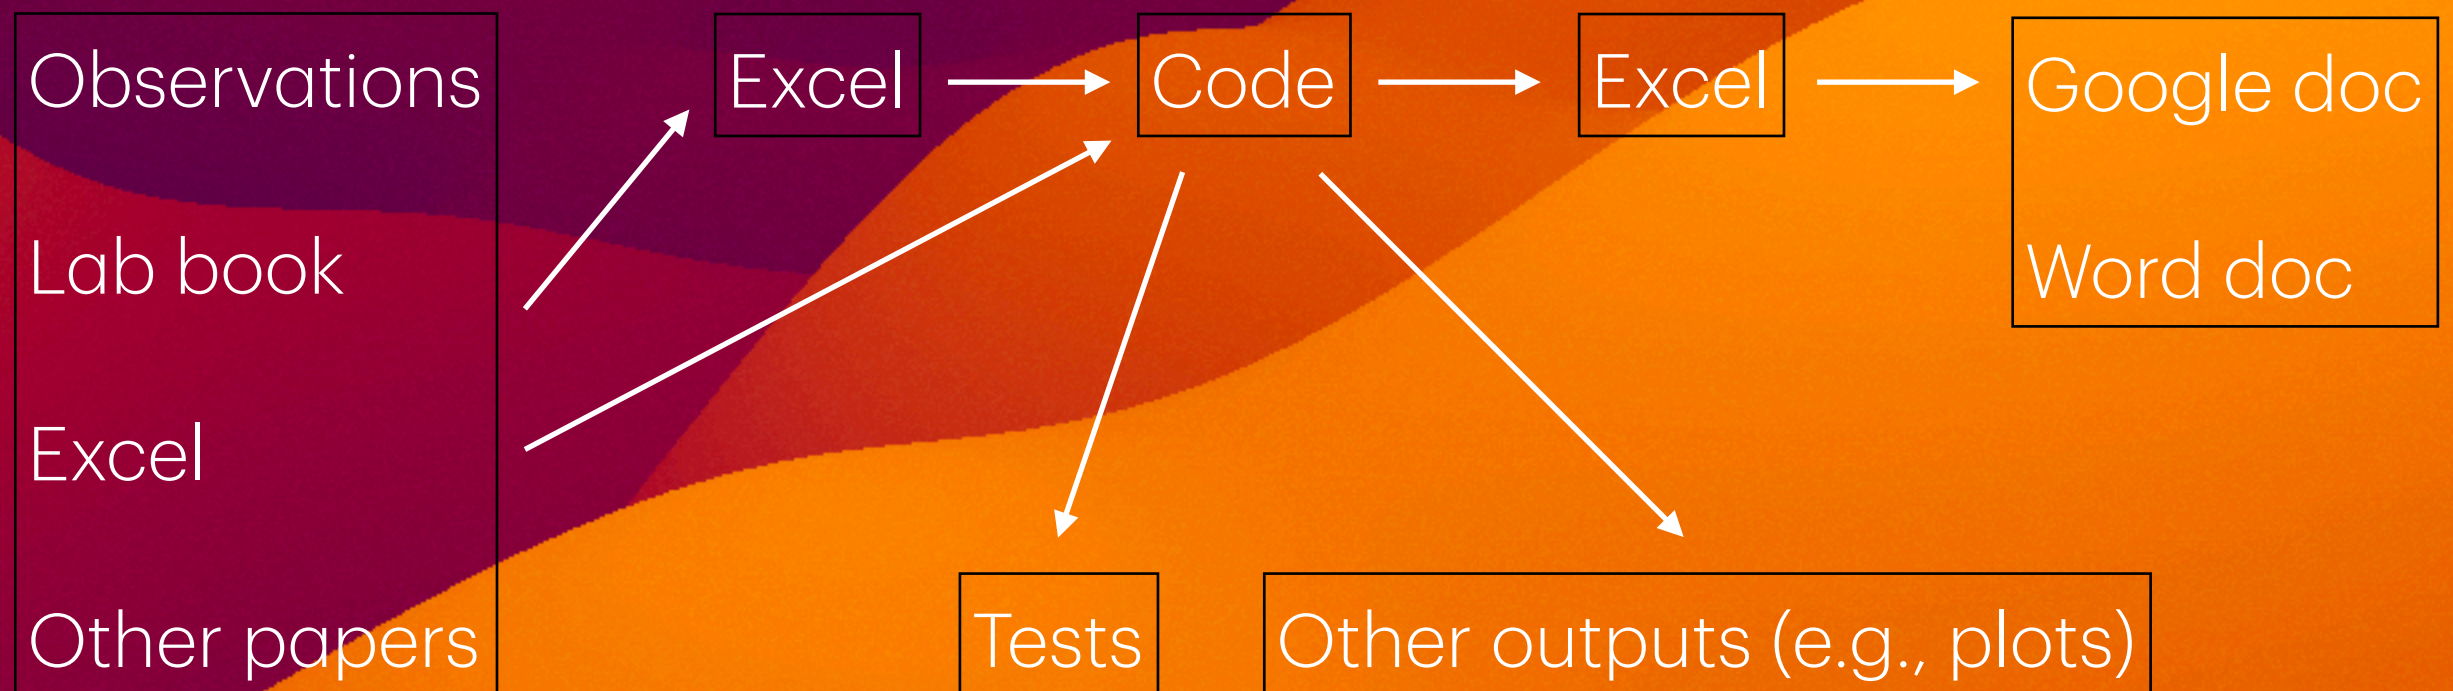 Observations
Lab book
Excel
Other papers
Excel
Code
Excel
Google doc
Word doc
Tests
Other outputs (e.g., plots)